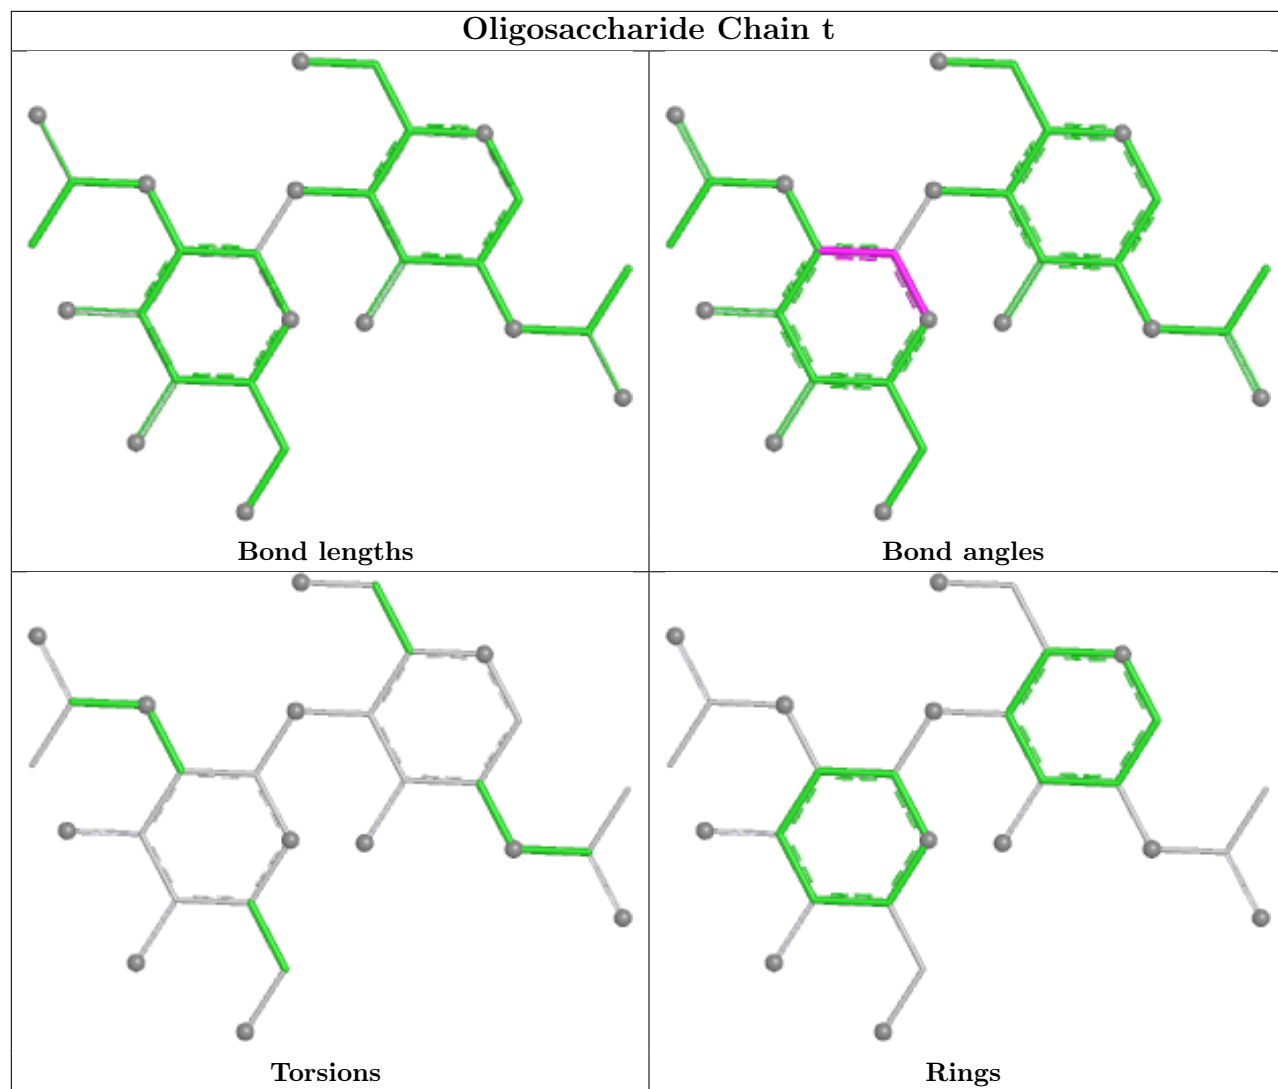 Oligosaccharide Chain t
Bond lengths
Bond angles
Torsions
Rings